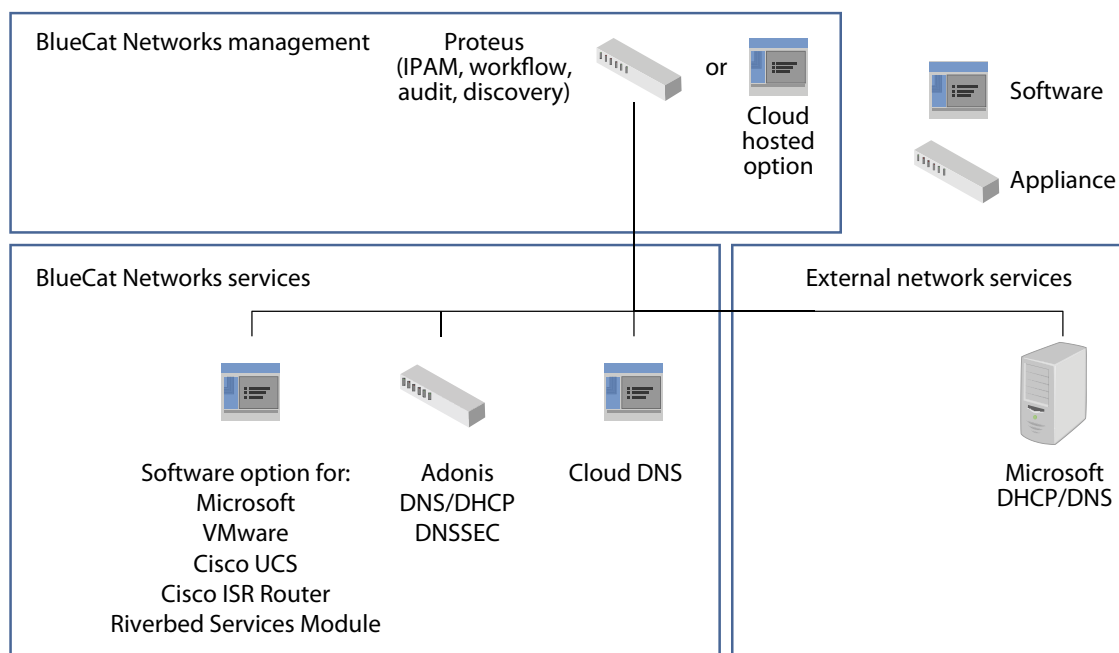 BlueCat Networks management
Proteus
(IPAM, workflow,
audit, discovery)
or
Cloud
hosted
option
Software
Appliance
BlueCat Networks services
External network services
Software option for:
Microsoft
VMware
Cisco UCS
Cisco ISR Router
Riverbed Services Module
Adonis
DNS/DHCP
DNSSEC
Cloud DNS
Microsoft
DHCP/DNS